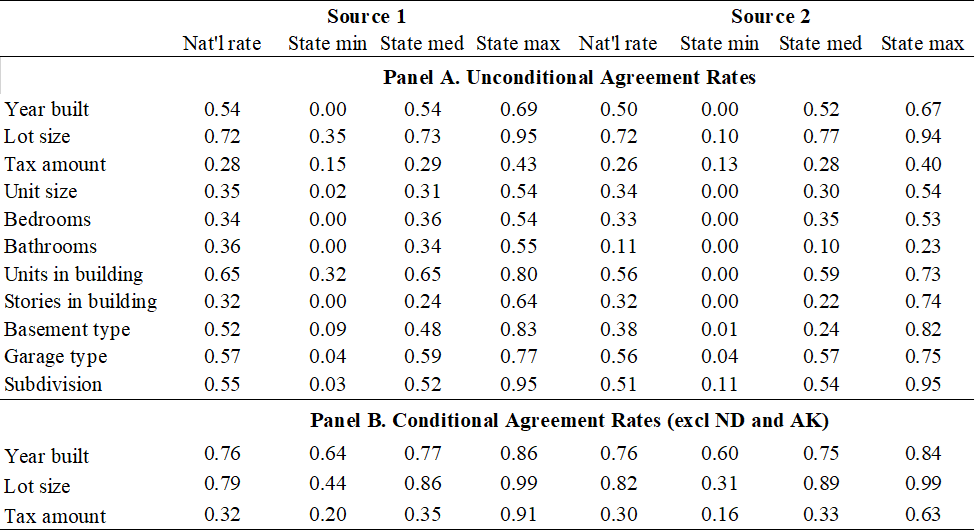 Source 1 Source 2
Nat'l rate State min State med State max Nat'l rate State min State med State max
Panel A. Unconditional Agreement Rates
Year built 0.54 0.00 0.54 0.69 0.50 0.00 0.52 0.67
Lot size 0.72 0.35 0.73 0.95 0.72 0.10 0.77 0.94
Tax amount 0.28 0.15 0.29 0.43 0.26 0.13 0.28 0.40
Unit size 0.35 0.02 0.31 0.54 0.34 0.00 0.30 0.54
Bedrooms 0.34 0.00 0.36 0.54 0.33 0.00 0.35 0.53
Bathrooms 0.36 0.00 0.34 0.55 0.11 0.00 0.10 0.23
Units in building 0.65 0.32 0.65 0.80 0.56 0.00 0.59 0.73
Stories in building 0.32 0.00 0.24 0.64 0.32 0.00 0.22 0.74
Basement type 0.52 0.09 0.48 0.83 0.38 0.01 0.24 0.82
Garage type 0.57 0.04 0.59 0.77 0.56 0.04 0.57 0.75
Subdivision 0.55 0.03 0.52 0.95 0.51 0.11 0.54 0.95
Panel B. Conditional Agreement Rates (excl ND and AK)
Year built 0.76 0.64 0.77 0.86 0.76 0.60 0.75 0.84
Lot size 0.79 0.44 0.86 0.99 0.82 0.31 0.89 0.99
Tax amount 0.32 0.20 0.35 0.91 0.30 0.16 0.33 0.63